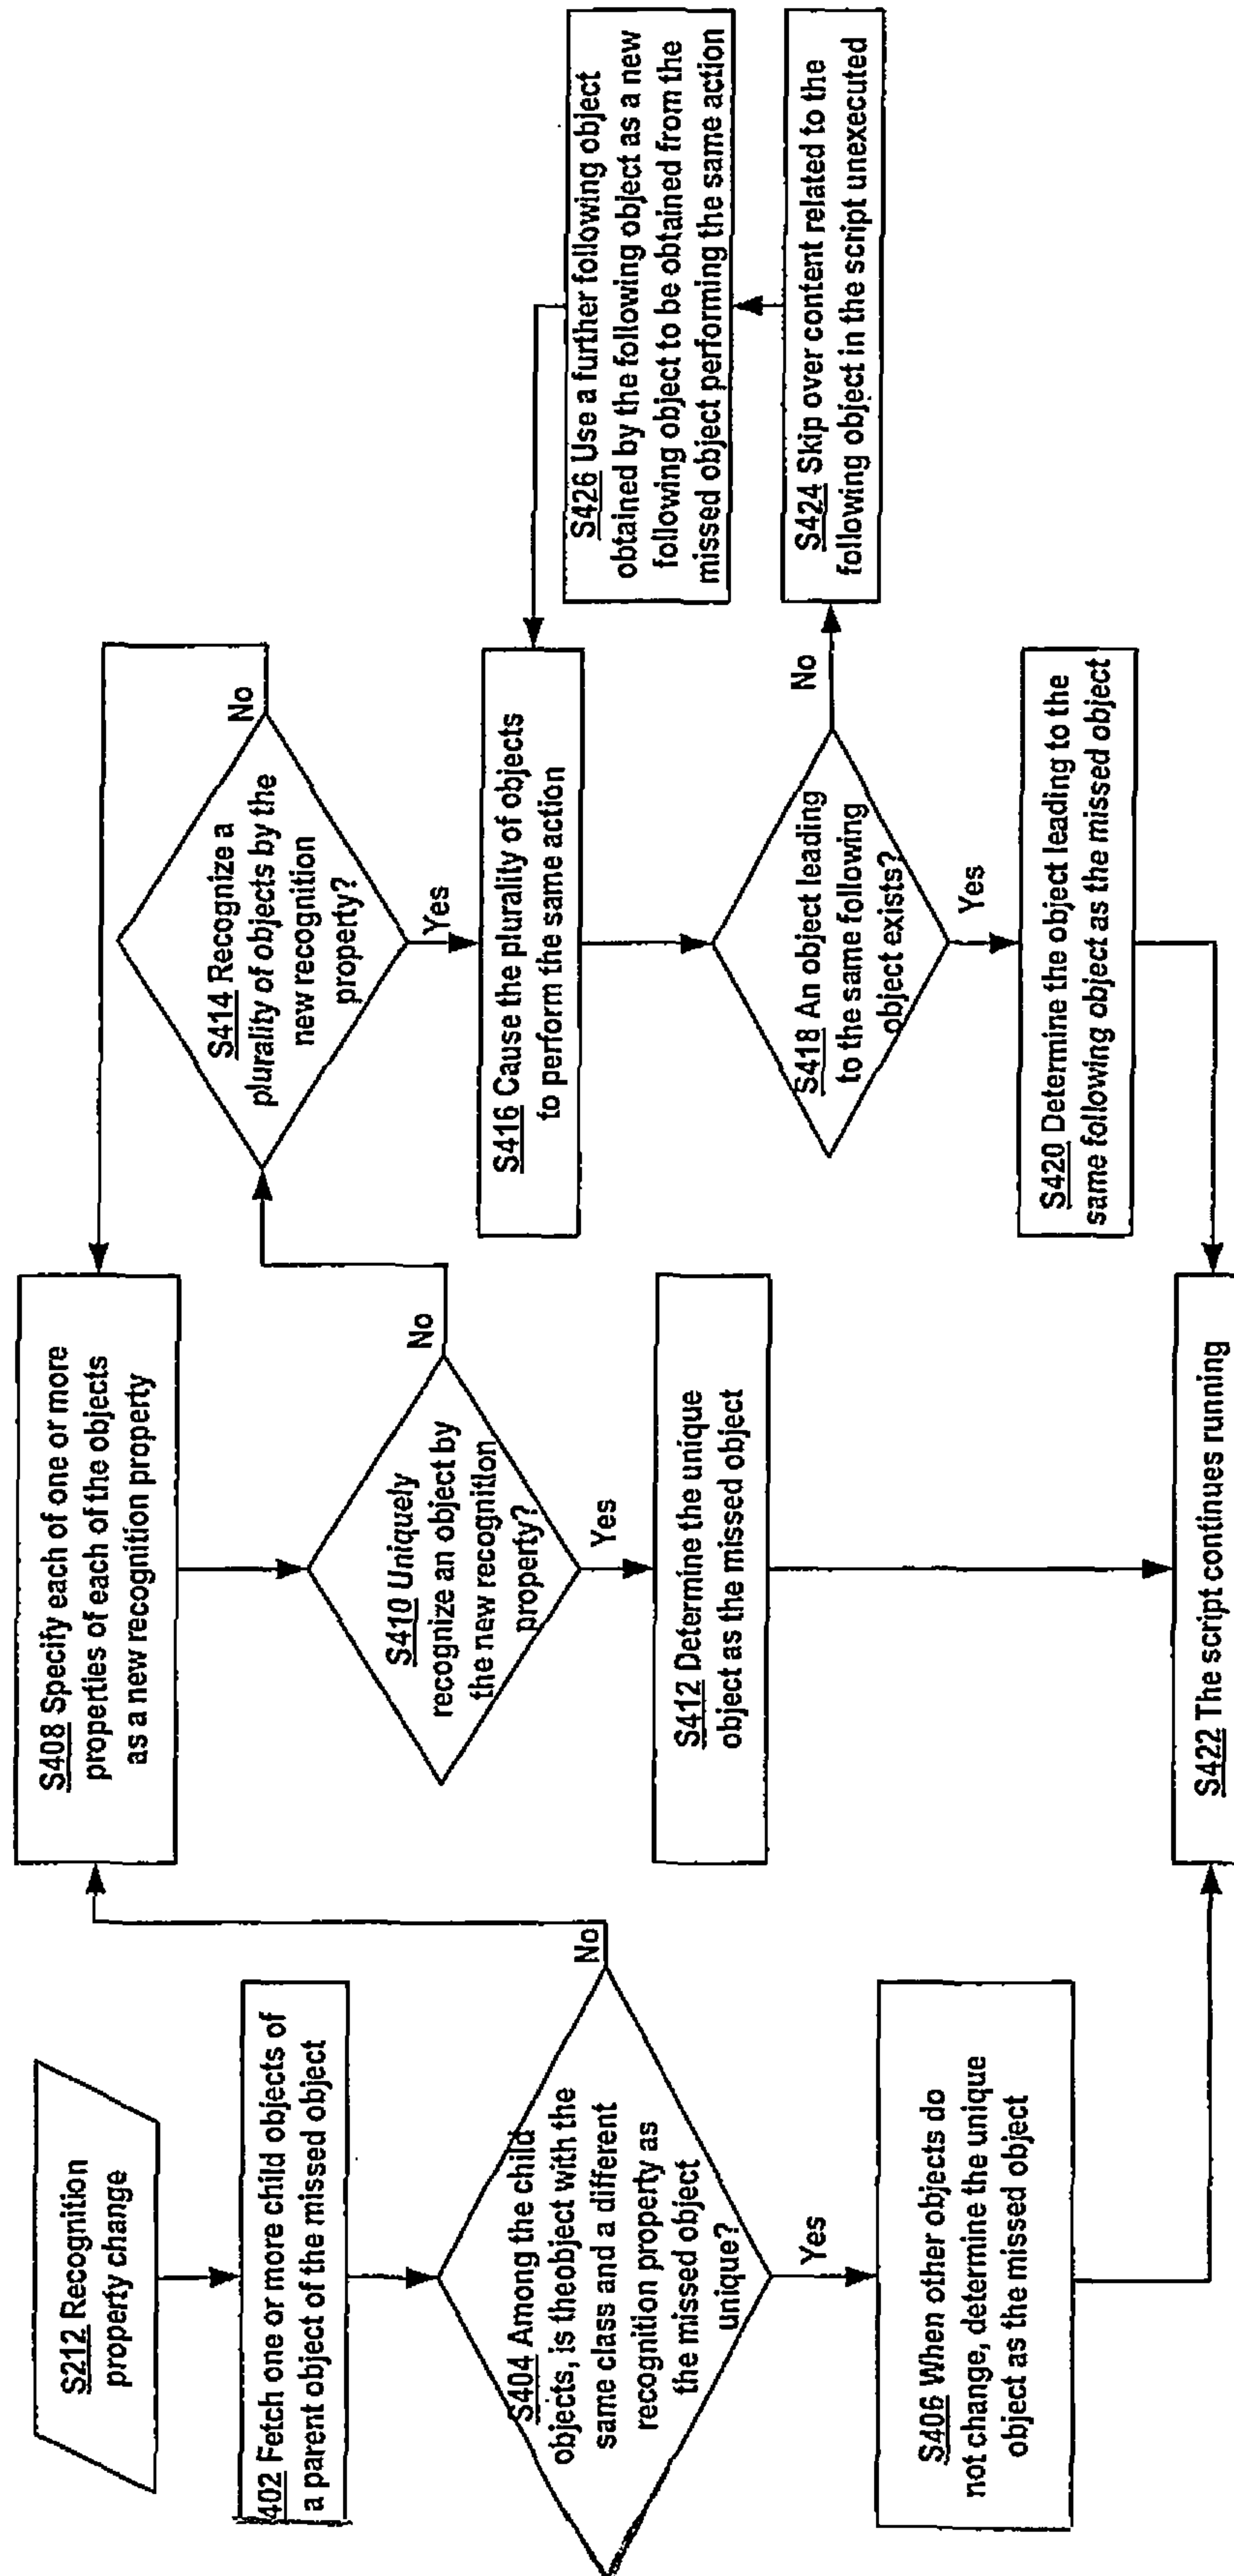 S212 Recognition
property change
402 Fetch one or more child objects of
a parent object of the missed object
S404 Among the child
objects, is theobject with the
same class and a different
recognition property as
the missed object
unique?
No
Yes
S406 When other objects do
not change, determine the unique
object as the missed object
S408 Specify each of one or more
properties of each of the objects
as a new recognition property
S410 Uniquely
recognize an object by
the new recognition
property?
No
Yes
S412 Determine the unique
object as the missed object
S422 The script continues running
S414 Recognize a
plurality of objects by the
new recognition
property?
No
Yes
S416 Cause the plurality of objects
to perform the same action
S418 An object leading
to the same following
object exists?
No
Yes
S420 Determine the object leading to the
same following object as the missed object
S426 Use a further following object
obtained by the following object as a new
following object to be obtained from the
missed object performing the same action
S424 Skip over content related to the
following object in the script unexecuted